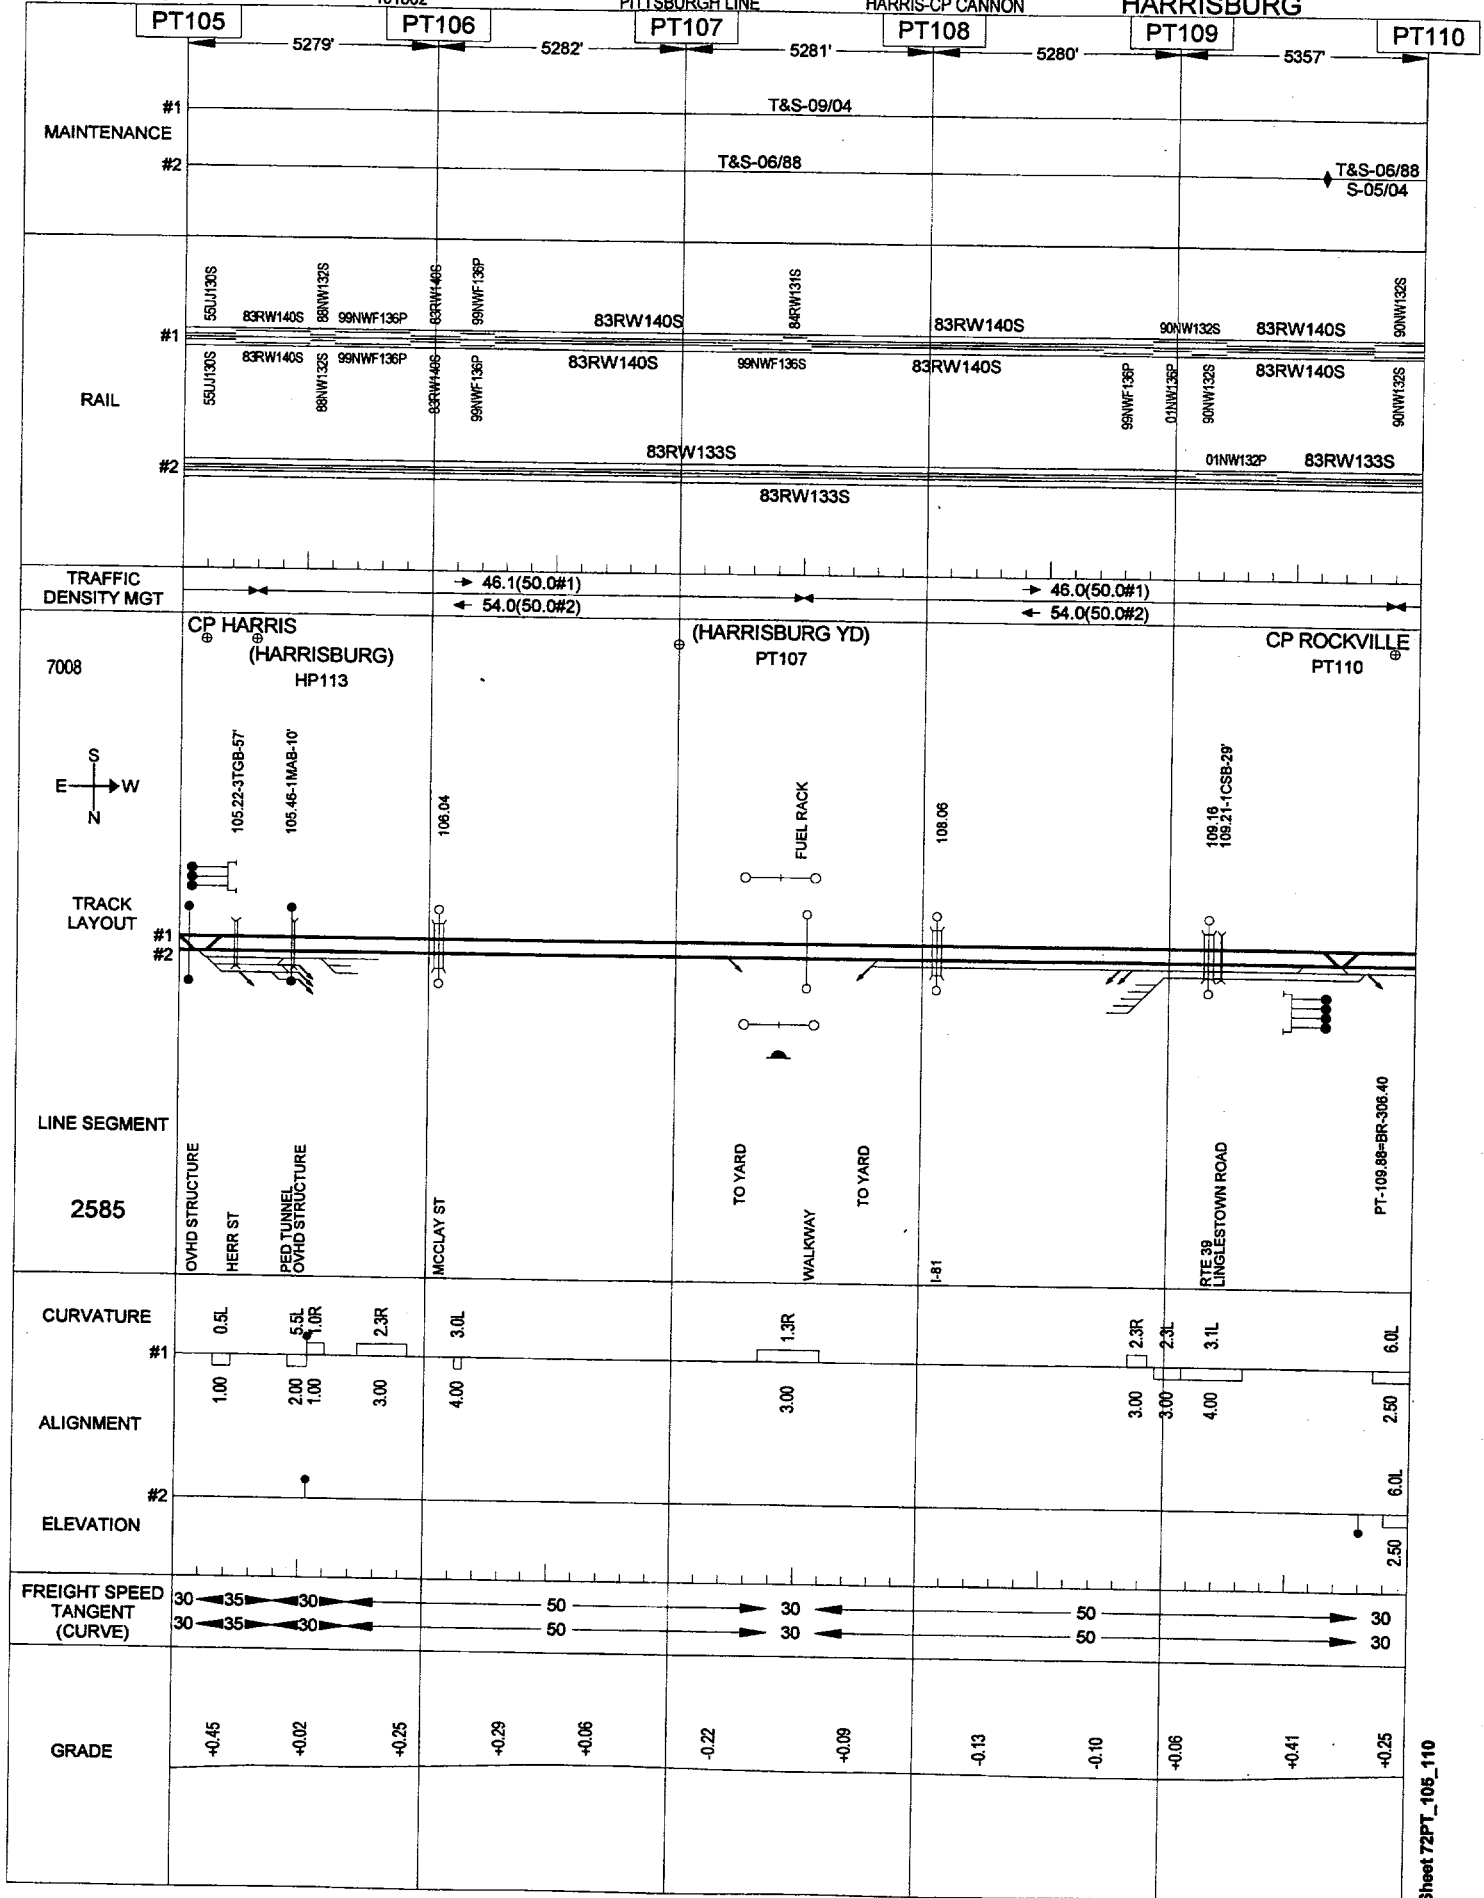 PITTSBURGH LINE
HARRIS-CP CANNON
HARRISBURG
PT105
PT106
PT107
PT108
PT109
PT110
5279'
5282'
5281'
5280'
5357'
MAINTENANCE
#1
T&S-09/04
#2
T&S-06/88
T&S-06/88
S-05/04
RAIL
#1
55UJ130S
83RW140S
88NW132S
99NWF136P
83RW140S
99NWF136P
83RW140S
84RW131S
83RW140S
90NW132S
83RW140S
90NW132S
55UJ130S
83RW140S
88NW132S
99NWF136P
83RW140S
99NWF136P
83RW140S
99NWF136S
83RW140S
99NWF136P
01NW136P
90NW132S
83RW140S
90NW132S
#2
83RW133S
01NW132P
83RW133S
83RW133S
TRAFFIC
DENSITY MGT
46.1(50.0#1)
54.0(50.0#2)
46.0(50.0#1)
54.0(50.0#2)
7008
CP HARRIS
(HARRISBURG)
HP113
(HARRISBURG YD)
PT107
CP ROCKVILLE
PT110
S
E
W
N
105.22-3TGB-57'
105.46-1MAB-10'
106.04
FUEL RACK
108.06
109.16
109.21-1CSB-29'
TRACK
LAYOUT
#1
#2
LINE SEGMENT
2585
OVHD STRUCTURE
HERR ST
PED TUNNEL
OVHD STRUCTURE
MCCLAY ST
TO YARD
WALKWAY
TO YARD
I-81
RTE 39
LINGLESTOWN ROAD
PT-109.88=BR-306.40
CURVATURE
#1
0.5L
5.5L
1.0R
2.3R
3.0L
1.3R
2.3R
2.3L
3.1L
6.0L
ALIGNMENT
1.00
2.00
1.00
3.00
4.00
3.00
3.00
3.00
4.00
2.50
#2
6.0L
ELEVATION
2.50
FREIGHT SPEED
TANGENT
(CURVE)
30 35 30 50 30 50 30
30 35 30 50 30 50 30
GRADE
+0.45
+0.02
+0.25
+0.29
+0.06
-0.22
+0.09
-0.13
-0.10
+0.06
+0.41
+0.25
Sheet 72PT_105_110